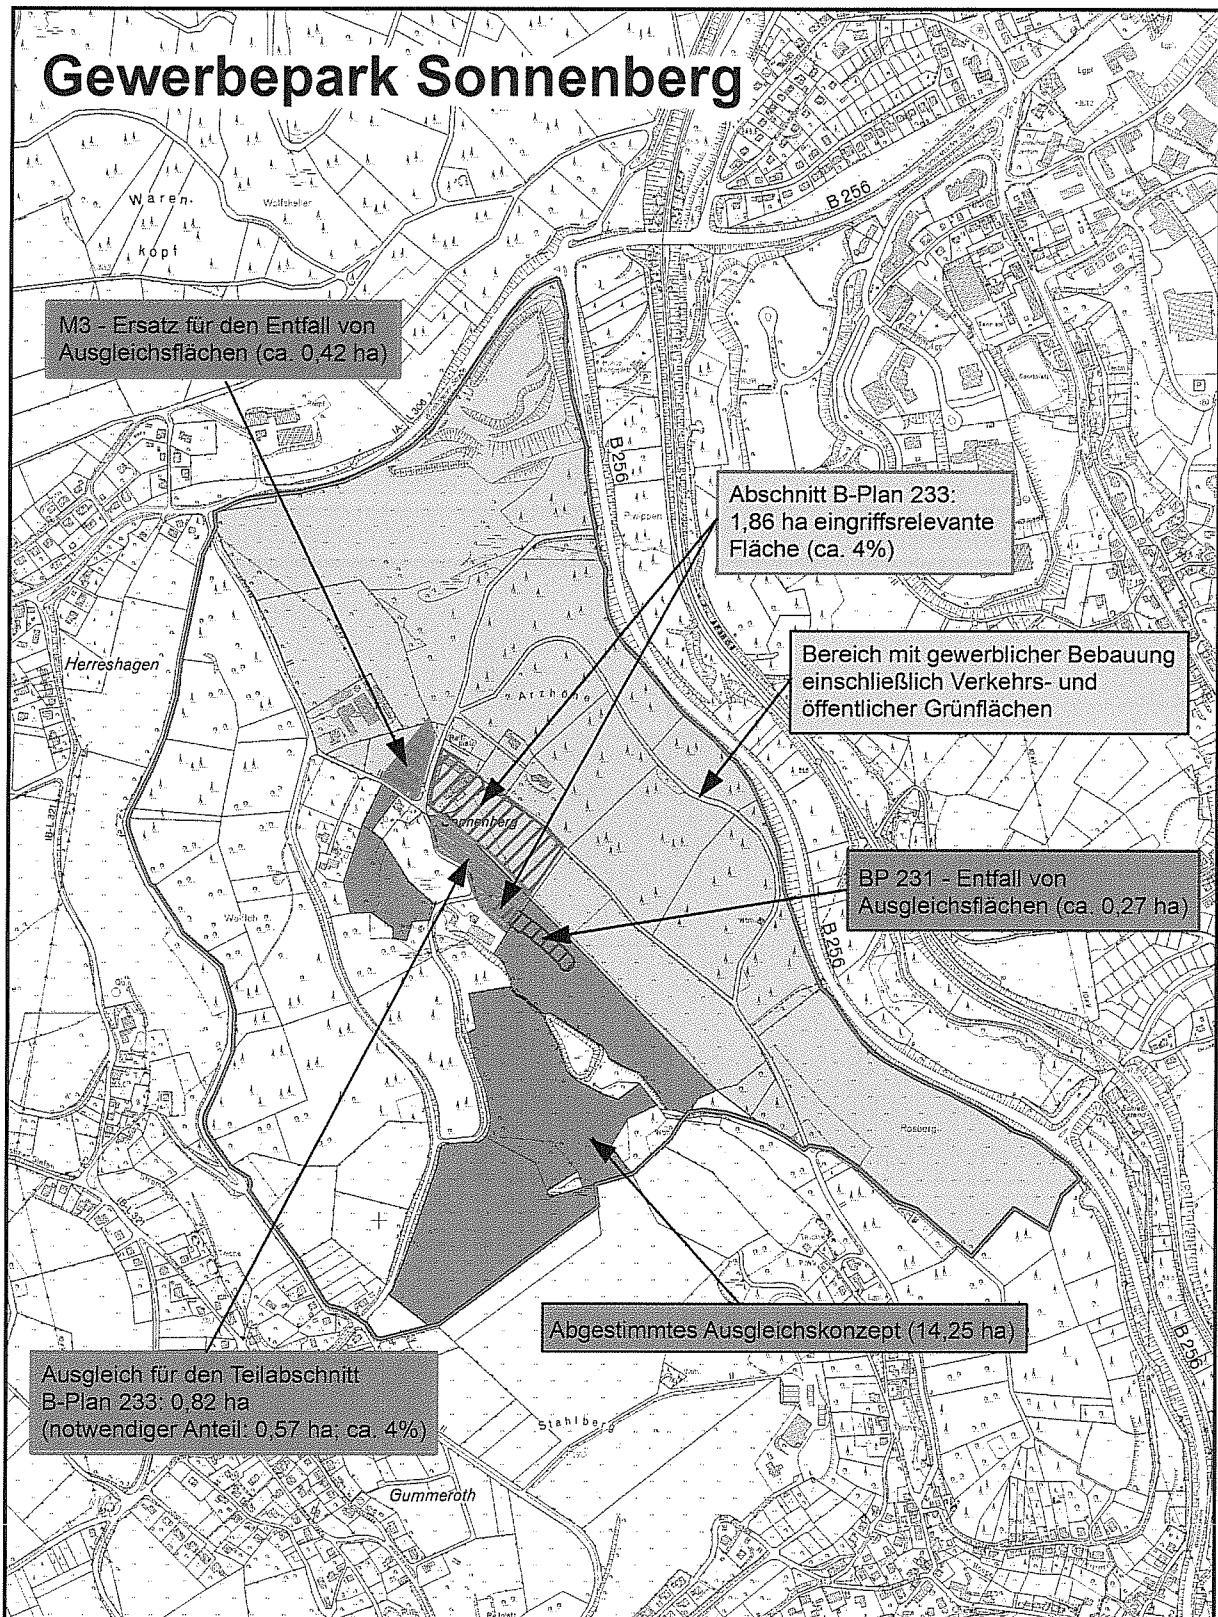 Gewerbepark Sonnenberg
B 256
Waren-
kopf
Wolfskeller
M3 - Ersatz für den Entfall von
Ausgleichsflächen (ca. 0,42 ha)
B 256
Abschnitt B-Plan 233:
1,86 ha eingriffsrelevante
Fläche (ca. 4%)
Herreshagen
Bereich mit gewerblicher Bebauung
einschließlich Verkehrs- und
öffentlicher Grünflächen
Arzhöhe
Sonnenberg
BP 231 - Entfall von
Ausgleichsflächen (ca. 0,27 ha)
B 256
Rosberg
Abgestimmtes Ausgleichskonzept (14,25 ha)
B 256
Ausgleich für den Teilabschnitt
B-Plan 233: 0,82 ha
(notwendiger Anteil: 0,57 ha; ca. 4%)
Stahlberg
Gummeroth